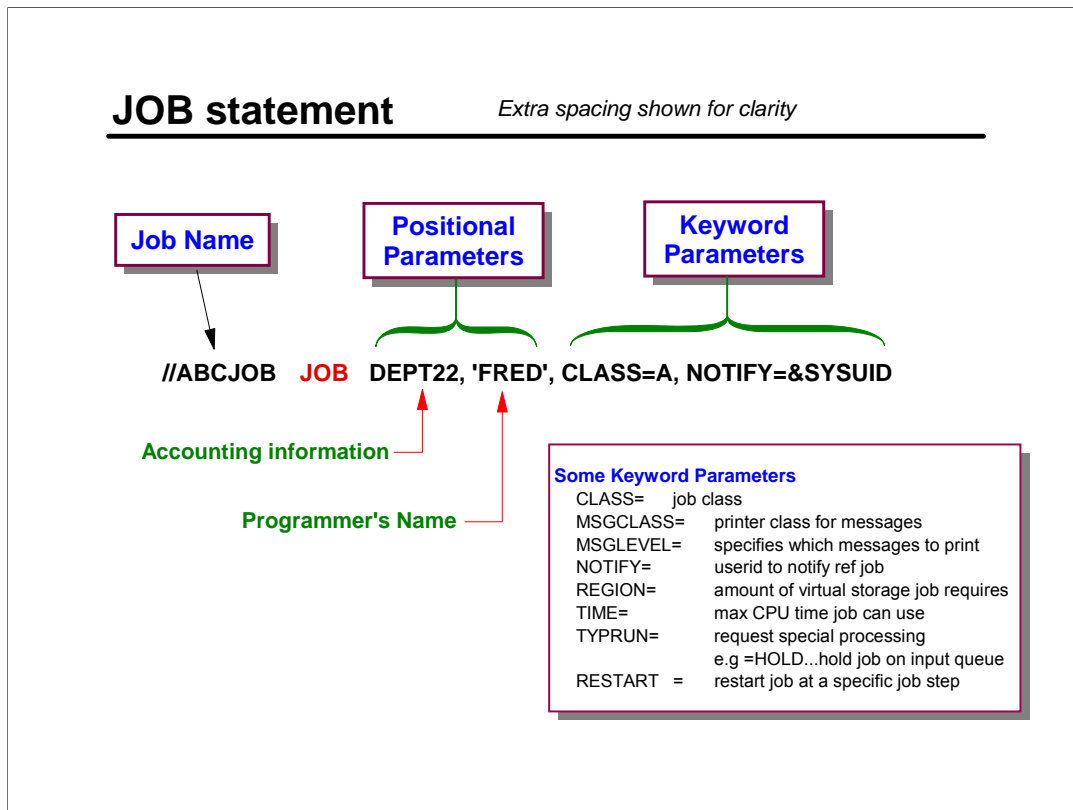 JOB statement
Extra spacing shown for clarity
Job Name
Positional
Parameters
Keyword
Parameters
//ABCJOB JOB DEPT22, 'FRED', CLASS=A, NOTIFY=&SYSUID
Accounting information
Programmer's Name
Some Keyword Parameters
CLASS= job class
MSGCLASS= printer class for messages
MSGLEVEL= specifies which messages to print
NOTIFY= userid to notify ref job
REGION= amount of virtual storage job requires
TIME= max CPU time job can use
TYPRUN= request special processing
e.g =HOLD...hold job on input queue
RESTART = restart job at a specific job step